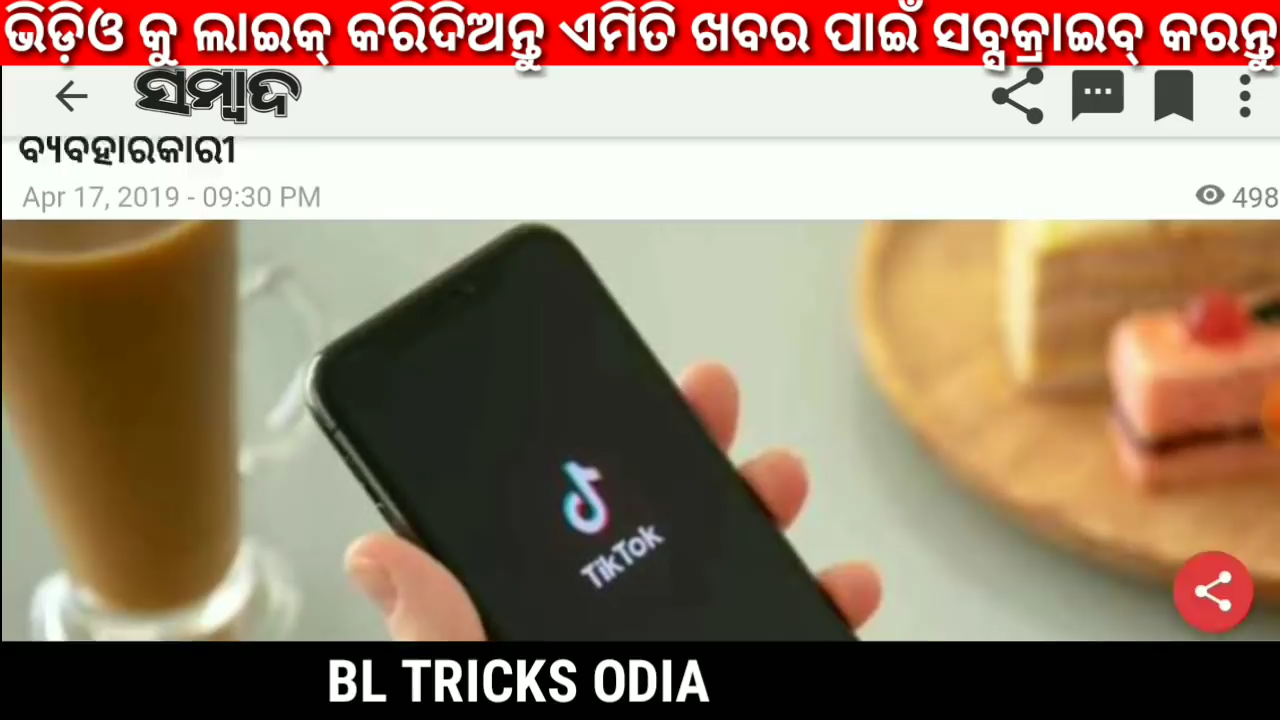 ଭିଡ଼ିଓ କୁ ଲାଇକ୍ କରିଦିଅନ୍ତୁ ଏମିତି ଖବର ପାଇଁ ସବ୍ସକ୍ରାଇବ୍ କରନ୍ତୁ
ସମ୍ବାଦ
ବ୍ୟବହାରକାରୀ
Apr 17, 2019 - 09:30 PM
498
TikTok
BL TRICKS ODIA